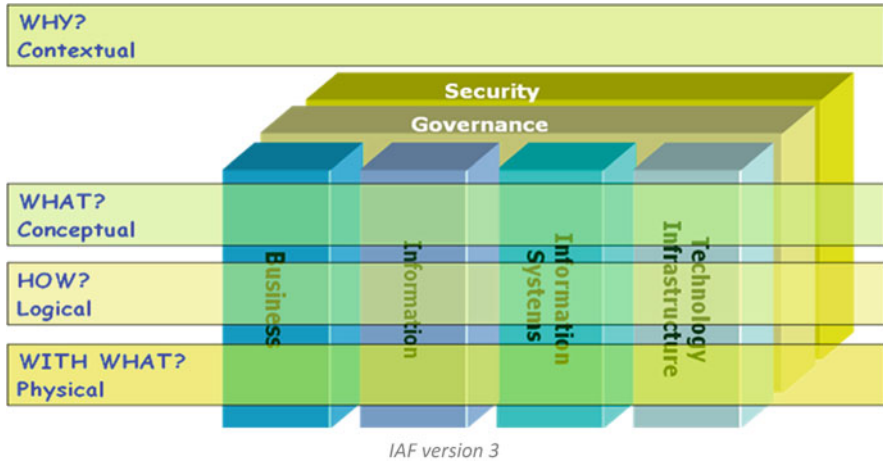 WHY?
Contextual
Security
Governance
WHAT?
Conceptual
HOW?
Logical
WITH WHAT?
Physical
Business
Information
Information
Systems
Technology
Infrastructure
IAF version 3